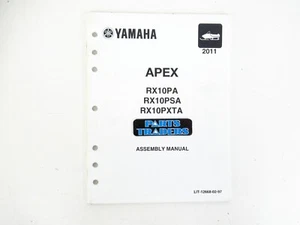 YAMAHA
2011
APEX
RX10PA
RX10PSA
RX10PXTA
PARTS
TRADERS
ASSEMBLY MANUAL